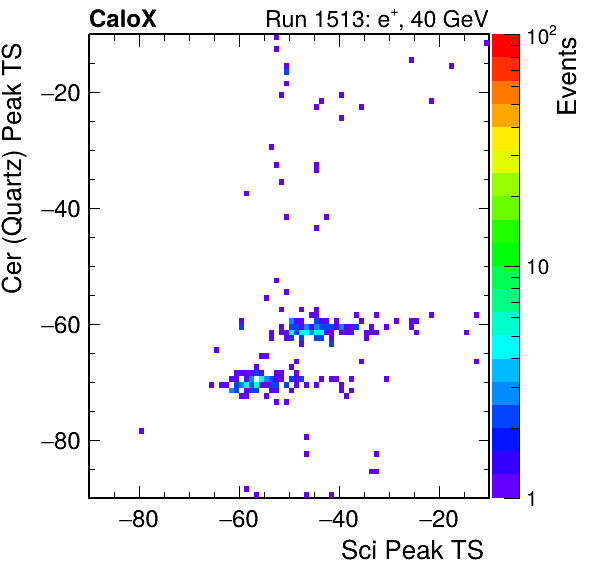 CaloX
Run 1513: e+, 40 GeV
Cer (Quartz) Peak TS
−20
−40
−60
−80
−80
−60
−40
−20
Sci Peak TS
10²
10
1
Events